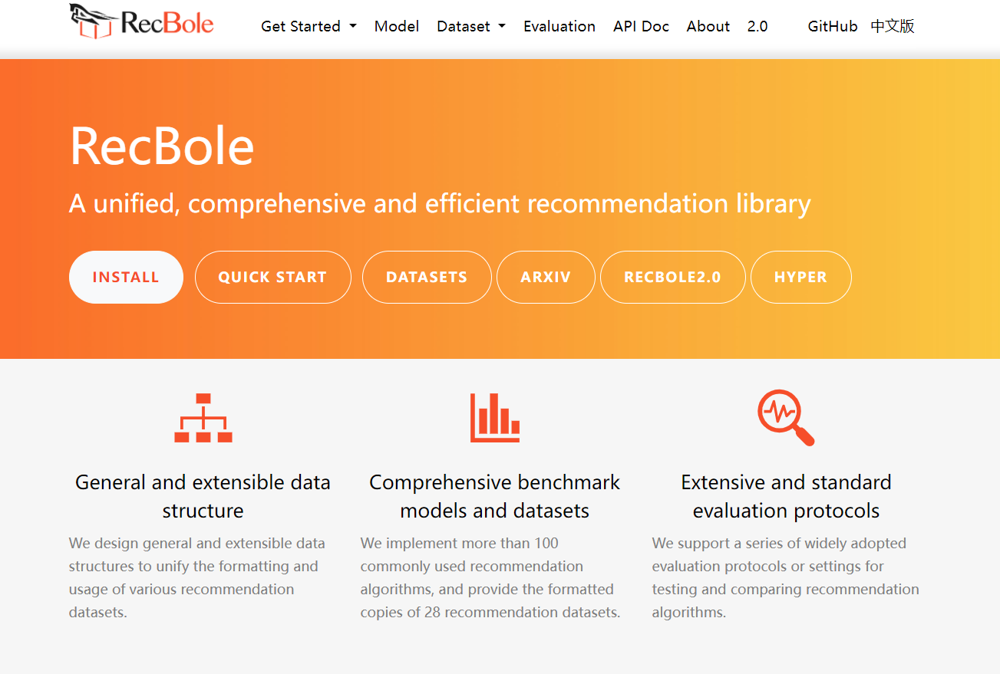 RecBole
Get Started Model Dataset Evaluation API Doc About 2.0 GitHub 中文版
RecBole
A unified, comprehensive and efficient recommendation library
INSTALL QUICK START DATASETS ARXIV RECBOLE2.0 HYPER
General and extensible data
structure
We design general and extensible data
structures to unify the formatting and
usage of various recommendation
datasets.
Comprehensive benchmark
models and datasets
We implement more than 100
commonly used recommendation
algorithms, and provide the formatted
copies of 28 recommendation datasets.
Extensive and standard
evaluation protocols
We support a series of widely adopted
evaluation protocols or settings for
testing and comparing recommendation
algorithms.